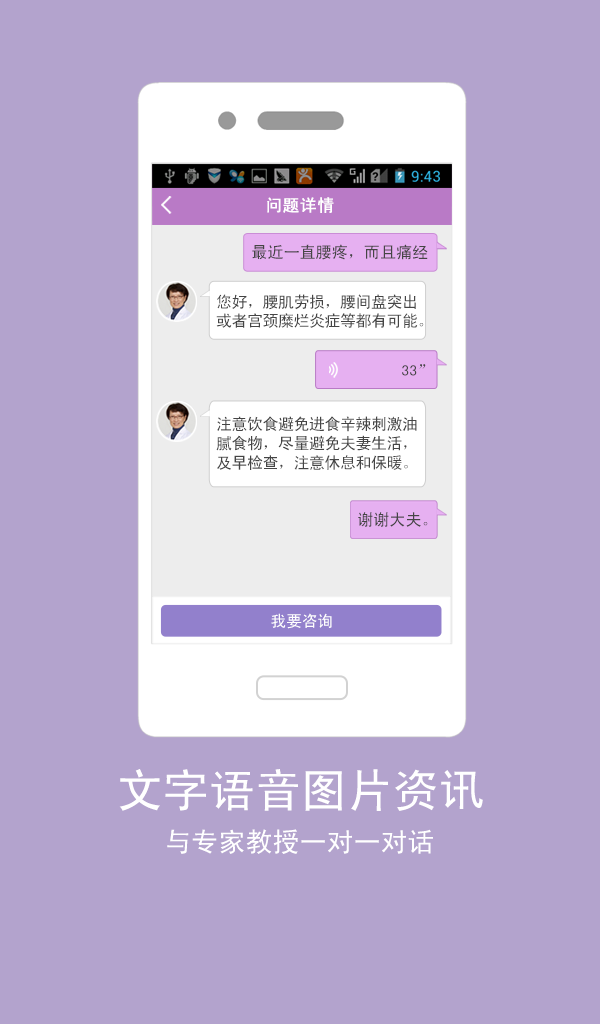 9:43
问题详情
最近一直腰疼，而且痛经
您好，腰肌劳损，腰间盘突出
或者宫颈糜烂炎症等都有可能。
33”
注意饮食避免进食辛辣刺激油
腻食物，尽量避免夫妻生活，
及早检查，注意休息和保暖。
谢谢大夫。
我要咨询
文字语音图片资讯
与专家教授一对一对话